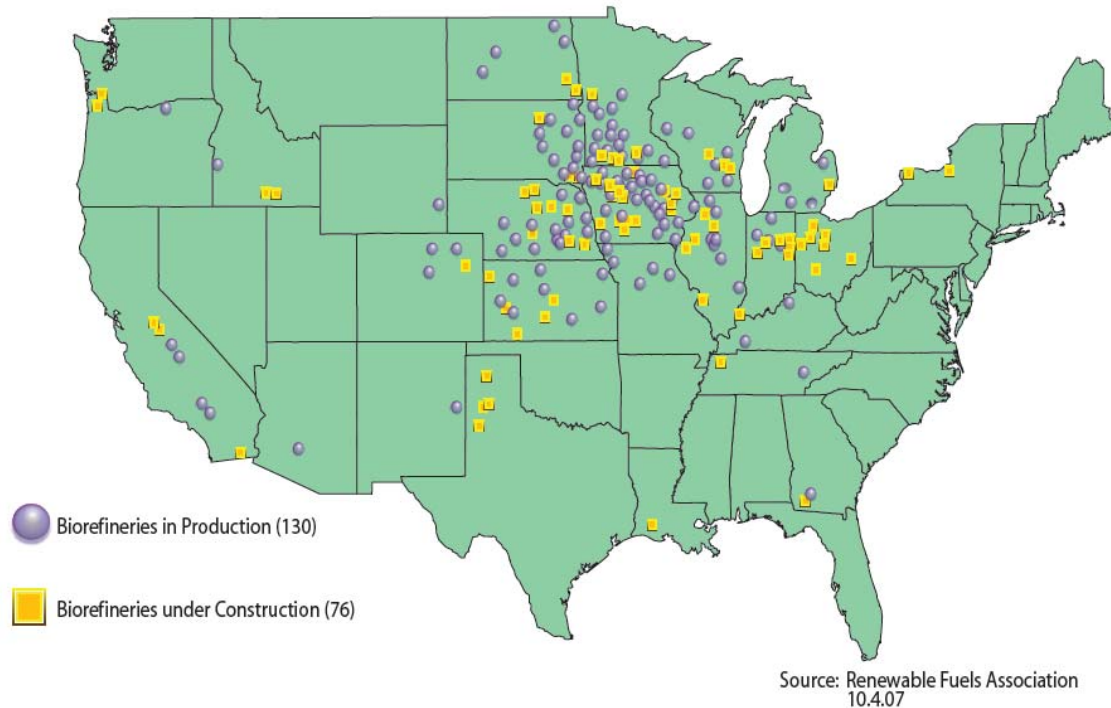 Biorefineries in Production (130)
Biorefineries under Construction (76)
Source: Renewable Fuels Association
10.4.07